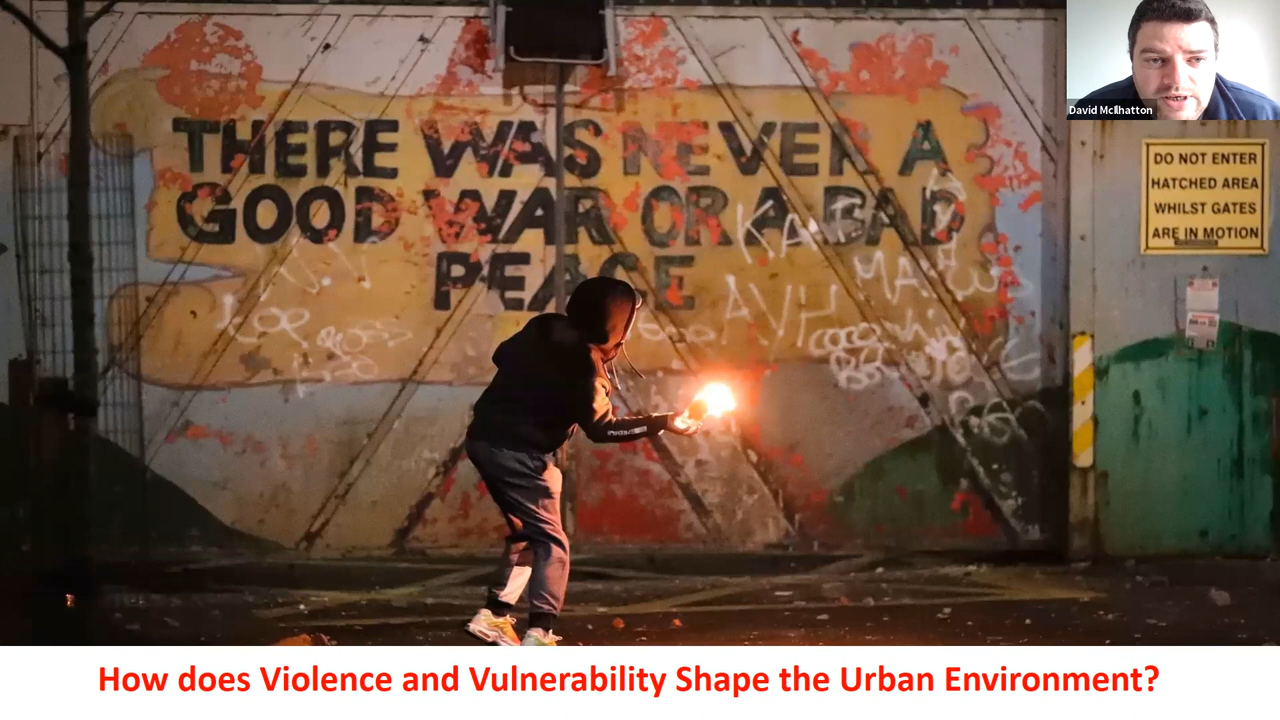 THERE WAS NEVER A
GOOD WAR OR A BAD
PEACE
David McIlhatton
DO NOT ENTER
HATCHED AREA
WHILST GATES
ARE IN MOTION
How does Violence and Vulnerability Shape the Urban Environment?